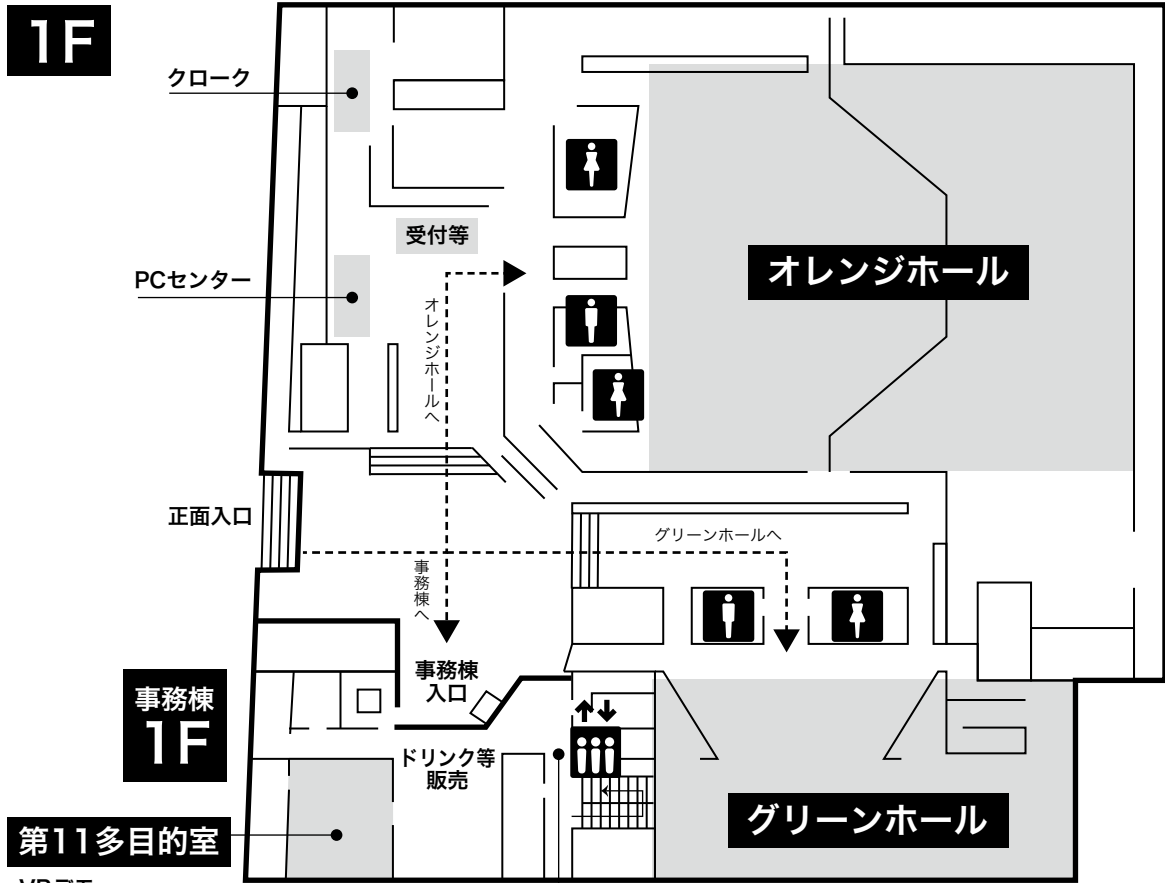 1F
クローク
受付等
PCセンター
オレンジホール
オレンジホールへ
正面入口
グリーンホールへ
事務棟へ
事務棟
入口
事務棟
1F
ドリンク等
販売
グリーンホール
第11多目的室